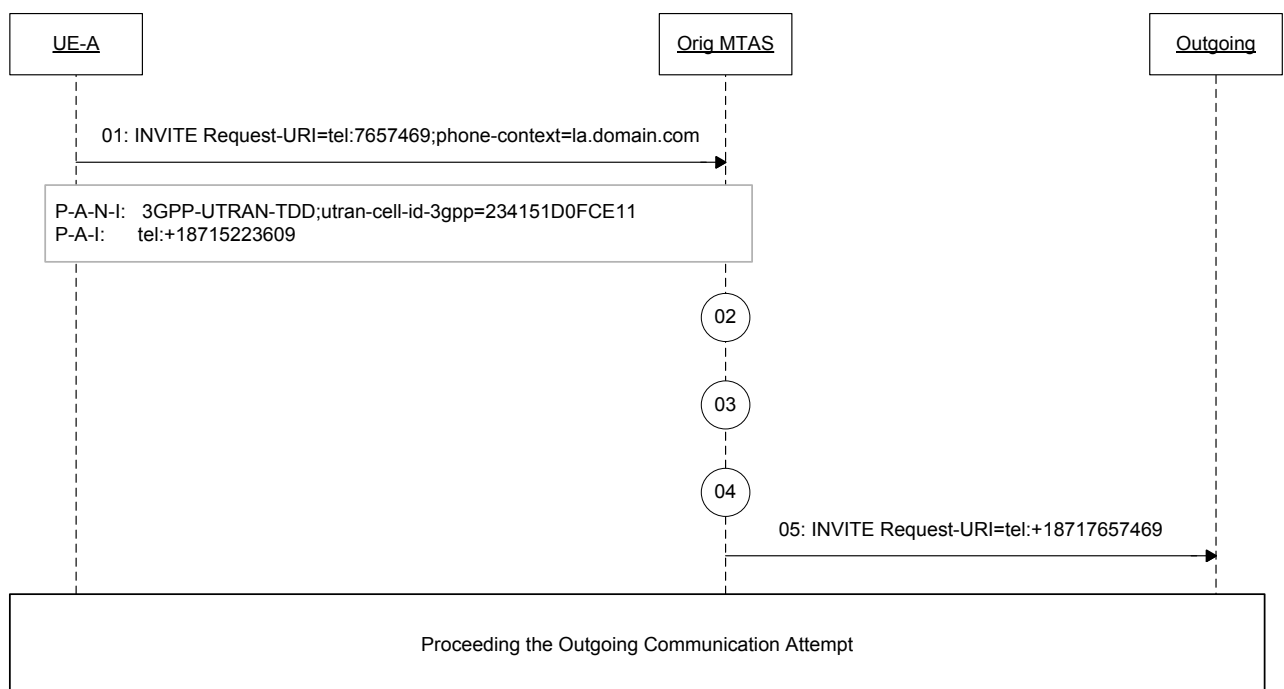 UE-A
Orig MTAS
Outgoing
01: INVITE Request-URI=tel:7657469;phone-context=la.domain.com
P-A-N-I: 3GPP-UTRAN-TDD;utran-cell-id-3gpp=234151D0FCE11
P-A-I: tel:+18715223609
02
03
04
05: INVITE Request-URI=tel:+18717657469
Proceeding the Outgoing Communication Attempt